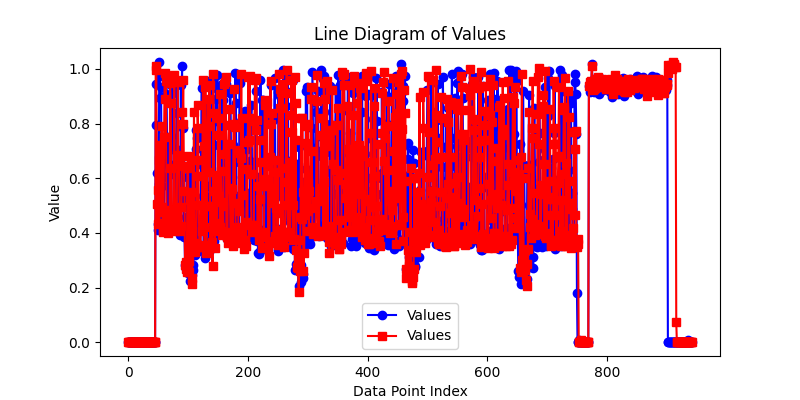 Line Diagram of Values
1.0
0.8
0.6
0.4
0.2
0.0
Value
Values
Values
0
200
400
600
800
Data Point Index